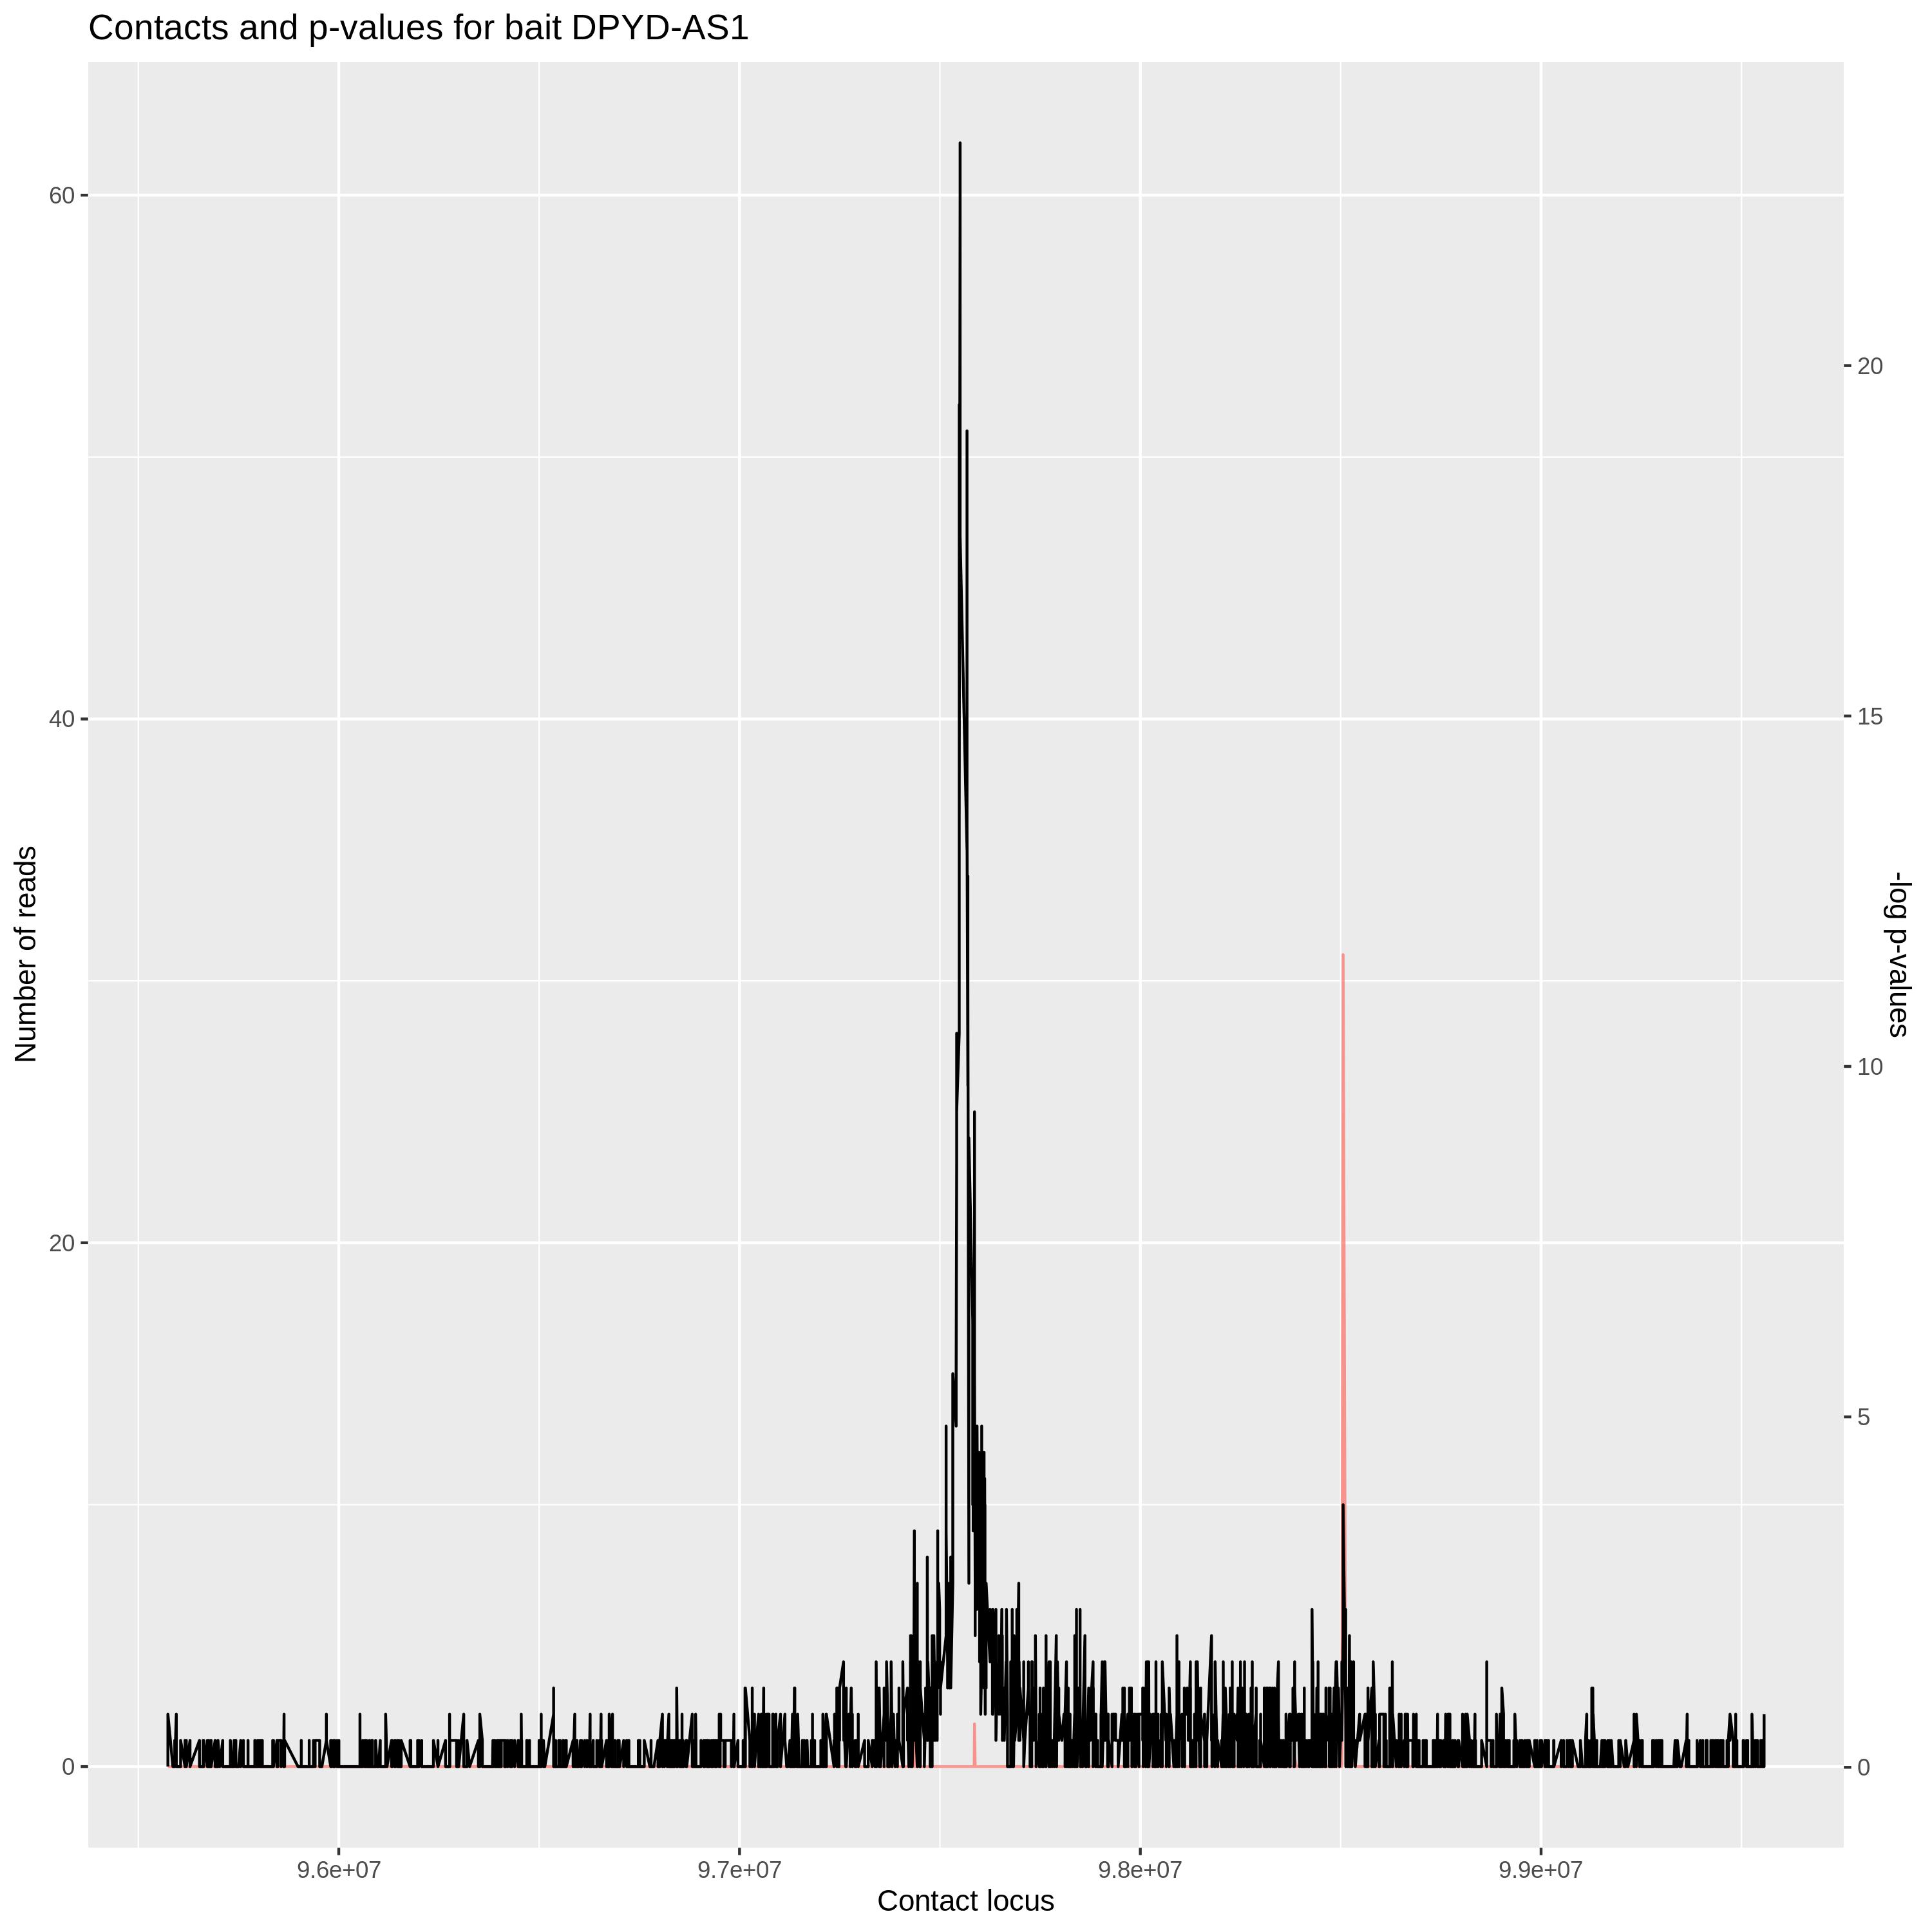 Contacts and p-values for bait DPYD-AS1
60
40
20
0
Number of reads
20
15
10
5
0
-log p-values
9.6e+07
9.7e+07
9.8e+07
9.9e+07
Contact locus